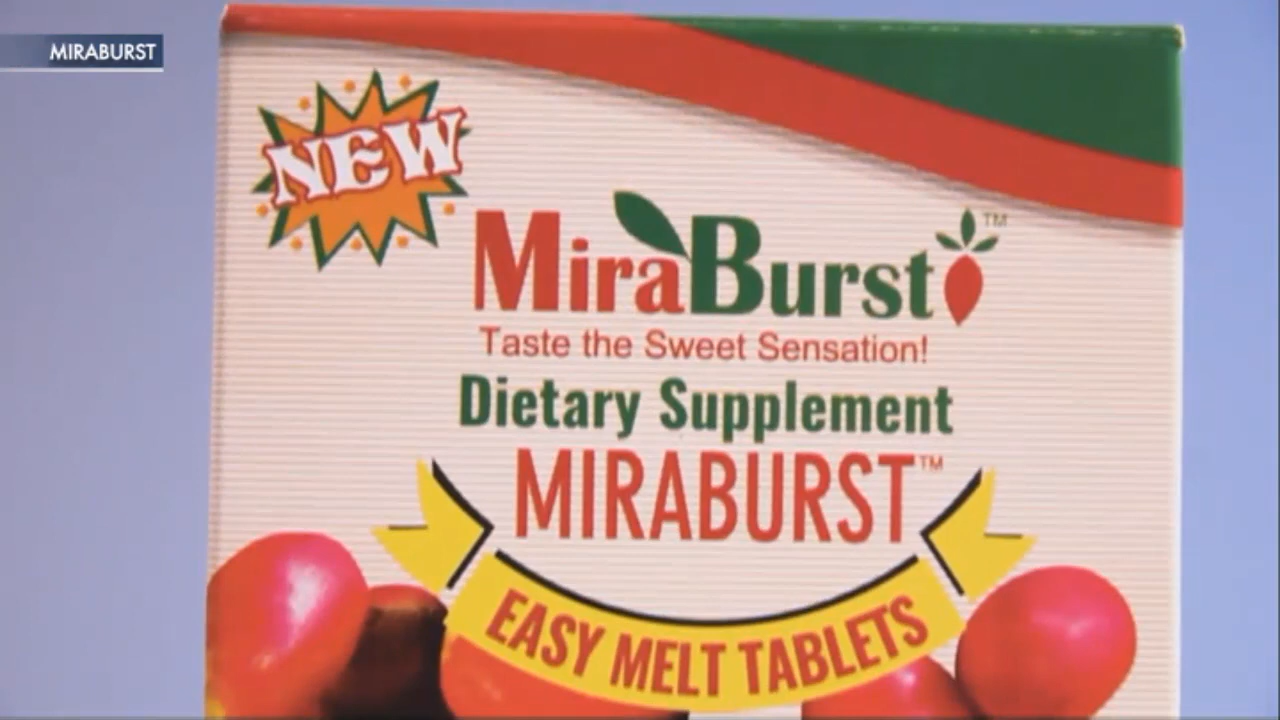 MIRABURST
NEW
MiraBurst™
Taste the Sweet Sensation!
Dietary Supplement
MIRABURST™
EASY MELT TABLETS